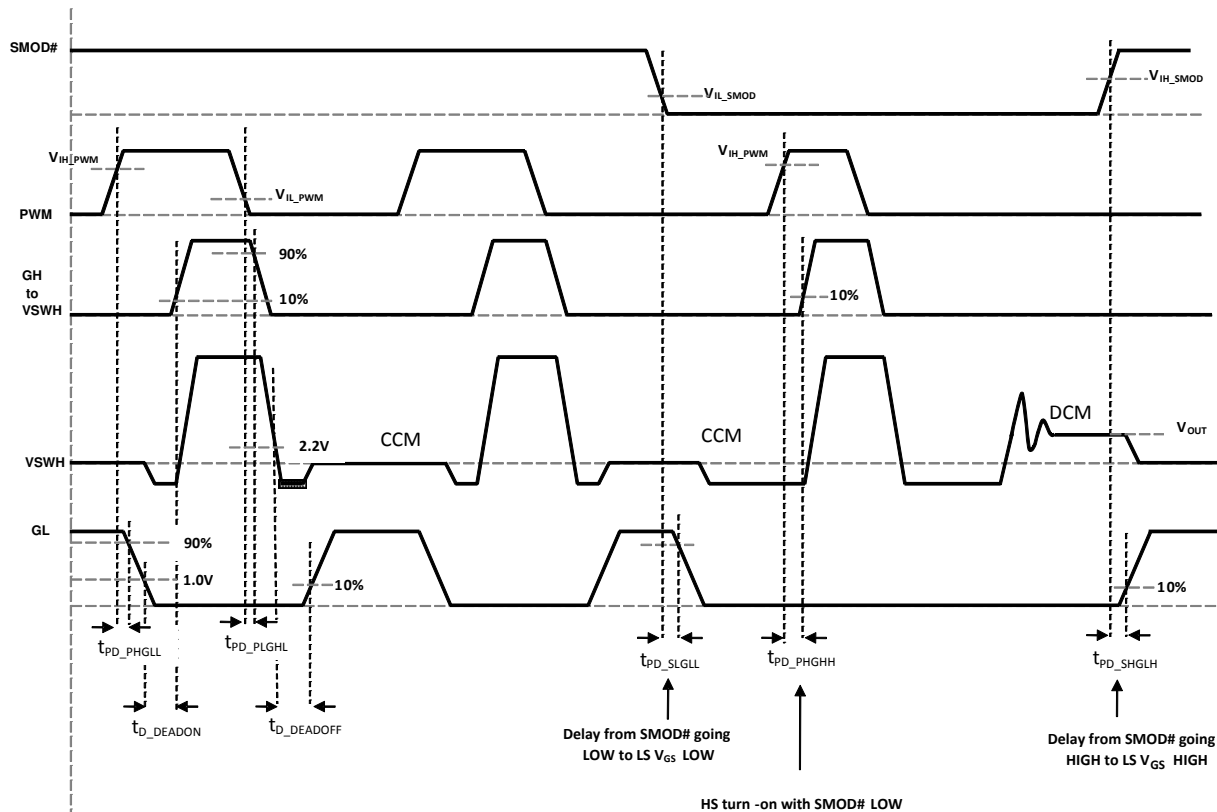 SMOD#
V_IL_SMOD
V_IH_SMOD
V_IH_PWM
V_IL_PWM
V_IH_PWM
PWM
90%
10%
10%
GH
to
VSWH
2.2V
CCM
CCM
DCM
V_OUT
VSWH
GL
90%
1.0V
10%
10%
t_PD_PHGLL
t_PD_PLGHL
t_PD_SLGLL
t_PD_PHGHH
t_PD_SHGLH
t_D_DEADON
t_D_DEADOFF
Delay from SMOD# going
LOW to LS V_GS LOW
Delay from SMOD# going
HIGH to LS V_GS HIGH
HS turn -on with SMOD# LOW